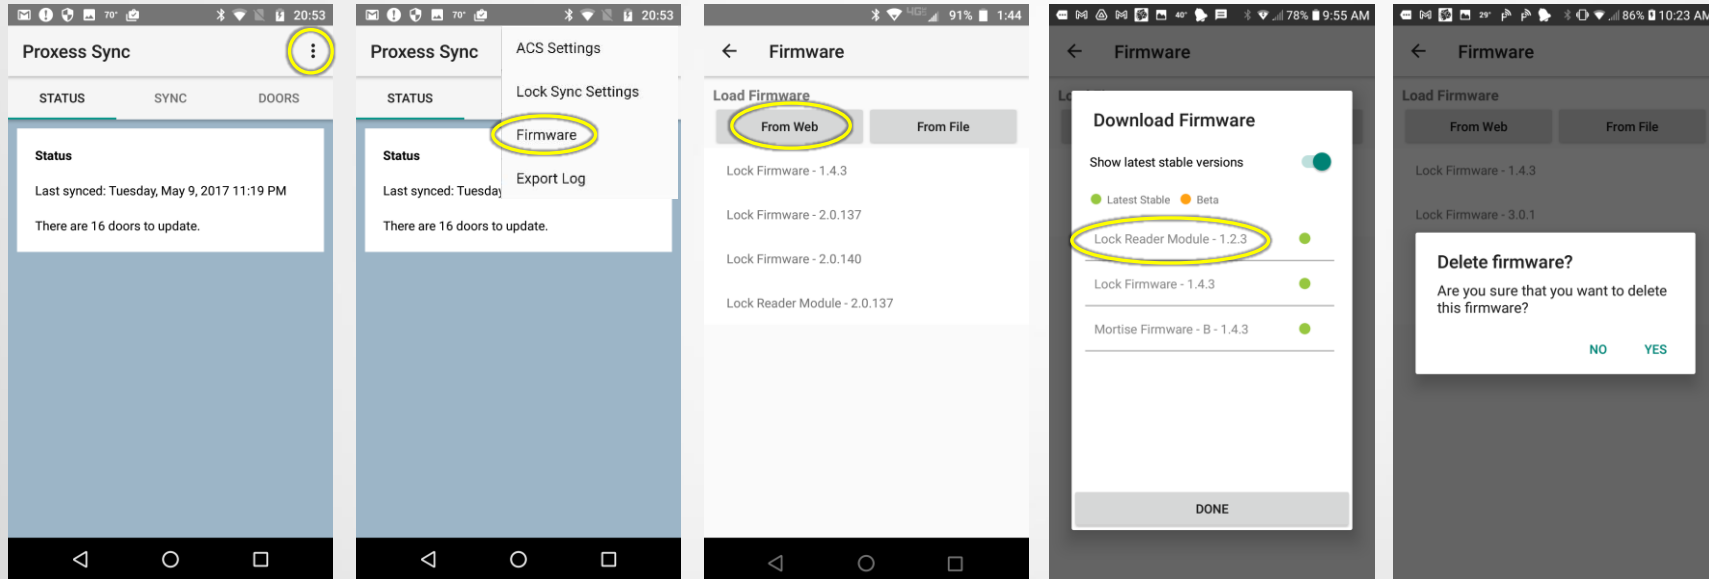 70°
20:53
Proxess Sync
STATUS
SYNC
DOORS
Status
Last synced: Tuesday, May 9, 2017 11:19 PM
There are 16 doors to update.
70°
20:53
Proxess Sync
ACS Settings
Lock Sync Settings
Firmware
Export Log
STATUS
Status
Last synced: Tuesday
There are 16 doors to update.
4G
91%
1:44
Firmware
Load Firmware
From Web
From File
Lock Firmware - 1.4.3
Lock Firmware - 2.0.137
Lock Firmware - 2.0.140
Lock Reader Module - 2.0.137
40°
78%
9:55 AM
Firmware
Lo
Download Firmware
Show latest stable versions
Latest Stable
Beta
Lock Reader Module - 1.2.3
Lock Firmware - 1.4.3
Mortise Firmware - B - 1.4.3
DONE
29°
86%
10:23 AM
Firmware
Load Firmware
From Web
From File
Lock Firmware - 1.4.3
Lock Firmware - 3.0.1
Delete firmware?
Are you sure that you want to delete
this firmware?
NO
YES